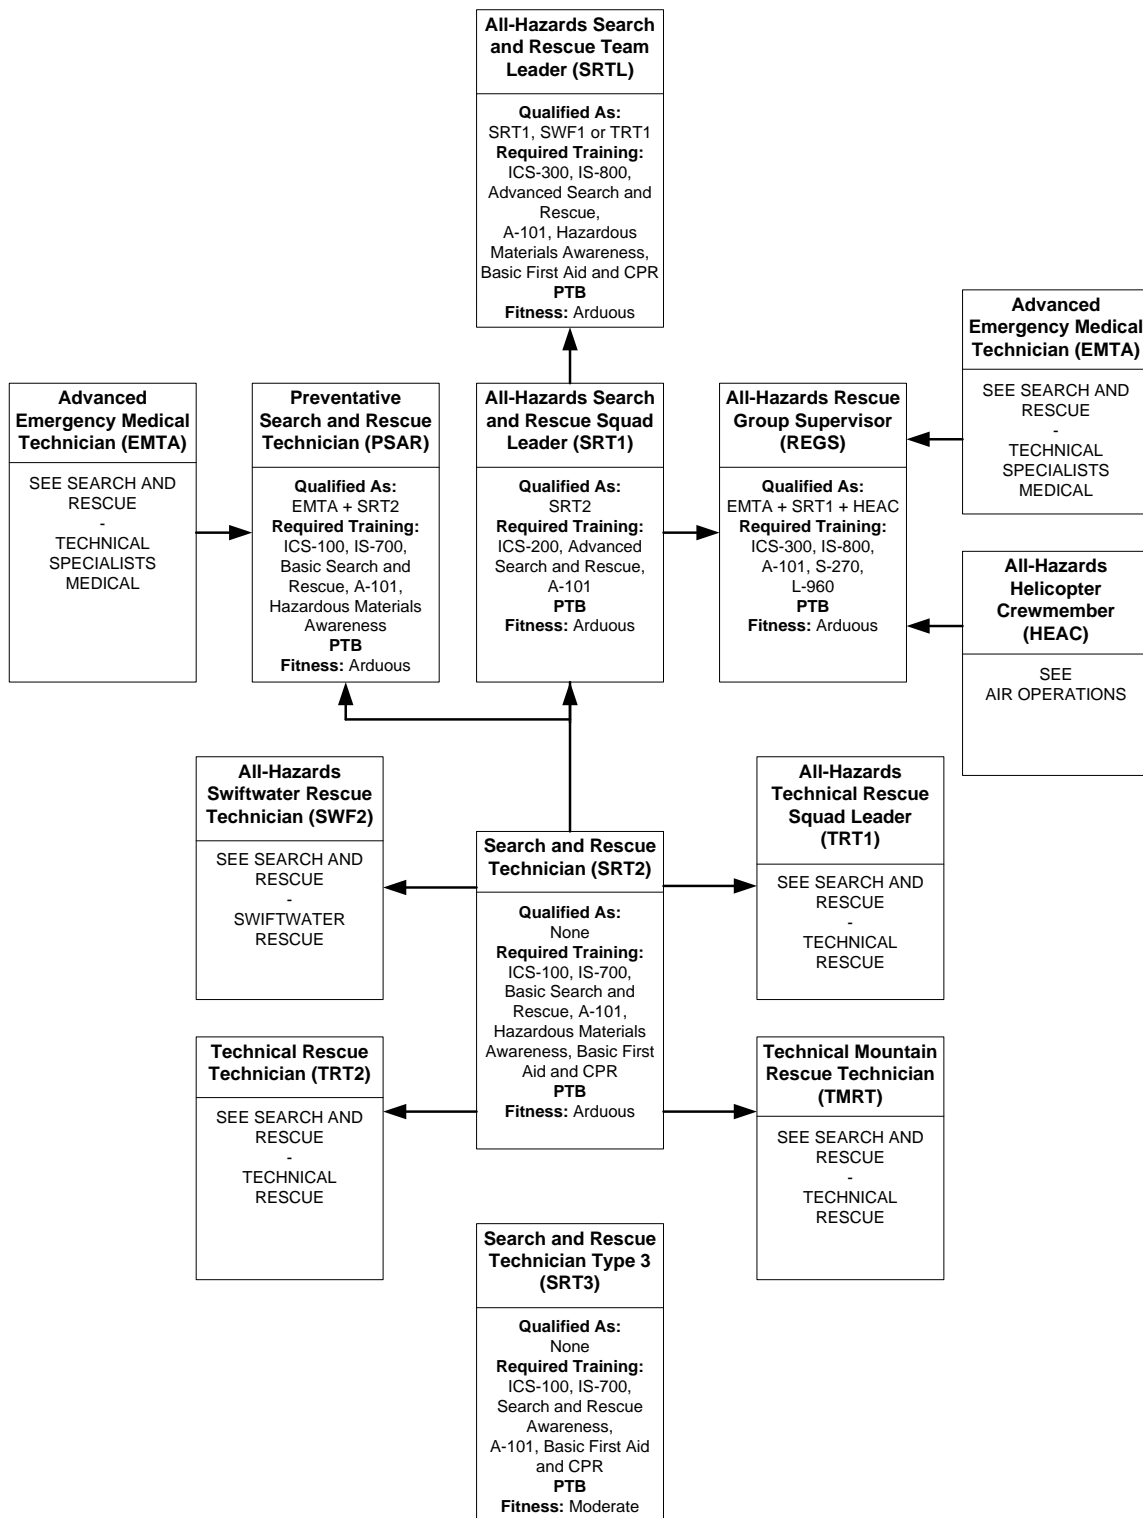 All-Hazards Search
and Rescue Team
Leader (SRTL)
Qualified As:
SRT1, SWF1 or TRT1
Required Training:
ICS-300, IS-800,
Advanced Search and
Rescue,
A-101, Hazardous
Materials Awareness,
Basic First Aid and CPR
PTB
Fitness: Arduous
Advanced
Emergency Medical
Technician (EMTA)
SEE SEARCH AND
RESCUE
-
TECHNICAL
SPECIALISTS
MEDICAL
Preventative
Search and Rescue
Technician (PSAR)
Qualified As:
EMTA + SRT2
Required Training:
ICS-100, IS-700,
Basic Search and
Rescue, A-101,
Hazardous Materials
Awareness
PTB
Fitness: Arduous
All-Hazards Search
and Rescue Squad
Leader (SRT1)
Qualified As:
SRT2
Required Training:
ICS-200, Advanced
Search and Rescue,
A-101
PTB
Fitness: Arduous
All-Hazards Rescue
Group Supervisor
(REGS)
Qualified As:
EMTA + SRT1 + HEAC
Required Training:
ICS-300, IS-800,
A-101, S-270,
L-960
PTB
Fitness: Arduous
Advanced
Emergency Medical
Technician (EMTA)
SEE SEARCH AND
RESCUE
-
TECHNICAL
SPECIALISTS
MEDICAL
All-Hazards
Helicopter
Crewmember
(HEAC)
SEE
AIR OPERATIONS
All-Hazards
Swiftwater Rescue
Technician (SWF2)
SEE SEARCH AND
RESCUE
-
SWIFTWATER
RESCUE
Search and Rescue
Technician (SRT2)
Qualified As:
None
Required Training:
ICS-100, IS-700,
Basic Search and
Rescue, A-101,
Hazardous Materials
Awareness, Basic First
Aid and CPR
PTB
Fitness: Arduous
All-Hazards
Technical Rescue
Squad Leader
(TRT1)
SEE SEARCH AND
RESCUE
-
TECHNICAL
RESCUE
Technical Rescue
Technician (TRT2)
SEE SEARCH AND
RESCUE
-
TECHNICAL
RESCUE
Technical Mountain
Rescue Technician
(TMRT)
SEE SEARCH AND
RESCUE
-
TECHNICAL
RESCUE
Search and Rescue
Technician Type 3
(SRT3)
Qualified As:
None
Required Training:
ICS-100, IS-700,
Search and Rescue
Awareness,
A-101, Basic First Aid
and CPR
PTB
Fitness: Moderate